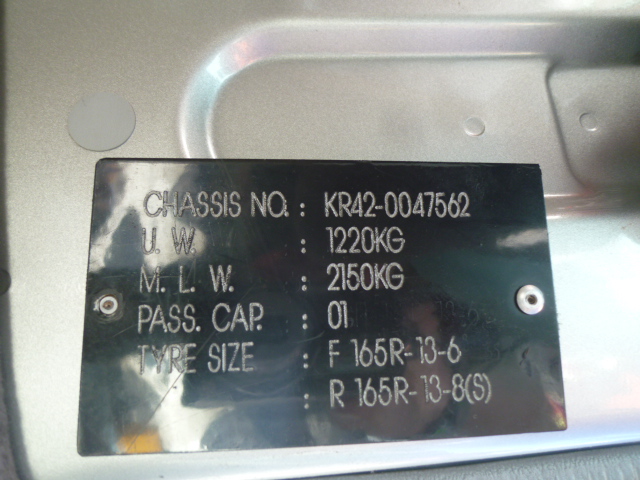 CHASSIS NO. : KR42-0047562
U. W. : 1220KG
M. L. W. : 2150KG
PASS. CAP. : 01
TYRE SIZE : F 165R-13-6
: R 165R-13-8(S)